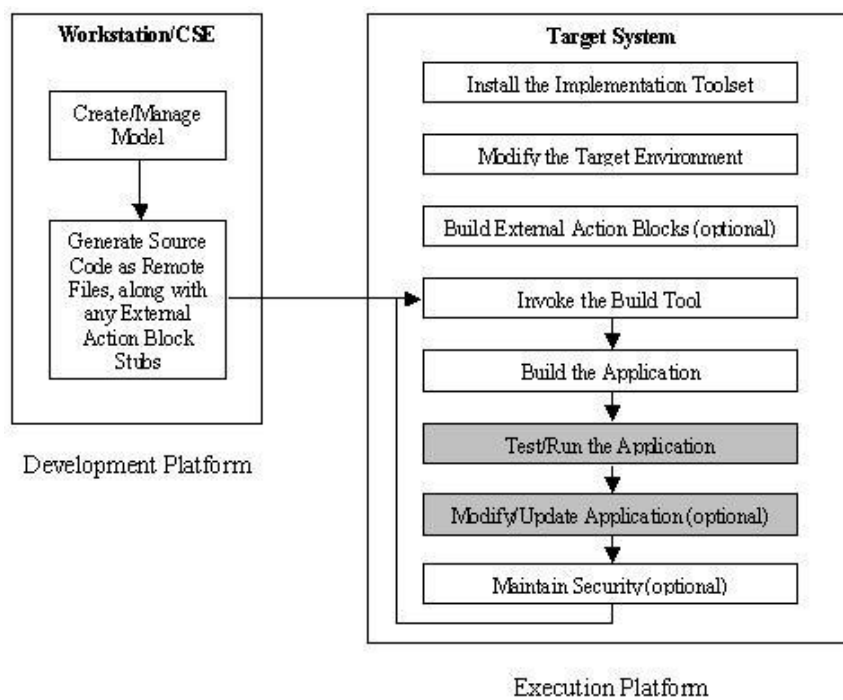 Workstation/CSE
Create/Manage
Model
Generate Source
Code as Remote
Files, along with
any External
Action Block
Stubs
Development Platform
Target System
Install the Implementation Toolset
Modify the Target Environment
Build External Action Blocks (optional)
Invoke the Build Tool
Build the Application
Test/Run the Application
Modify/Update Application (optional)
Maintain Security (optional)
Execution Platform